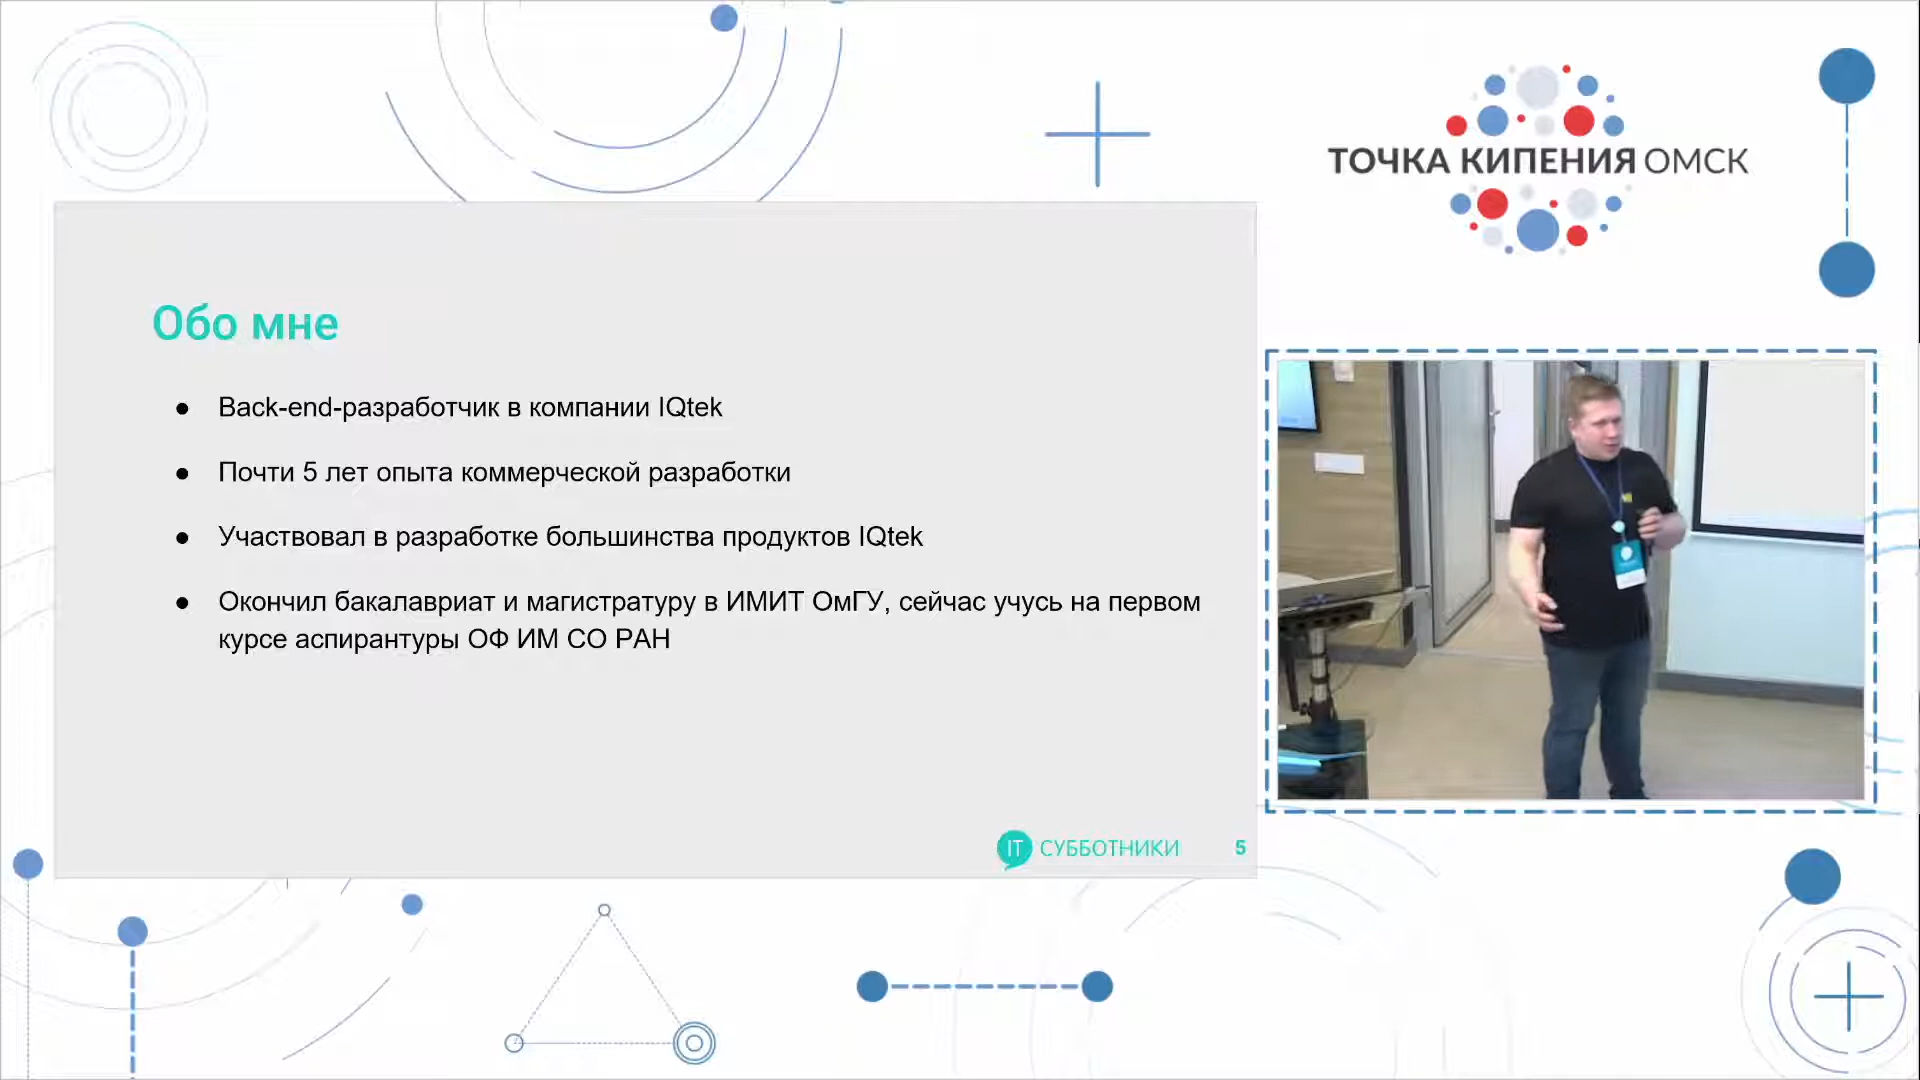 ТОЧКА КИПЕНИЯ ОМСК
Обо мне
● Back-end-разработчик в компании IQtek
● Почти 5 лет опыта коммерческой разработки
● Участвовал в разработке большинства продуктов IQtek
● Окончил бакалавриат и магистратуру в ИМИТ ОмГУ, сейчас учусь на первом
курсе аспирантуры ОФ ИМ СО РАН
IT СУББОТНИКИ 5